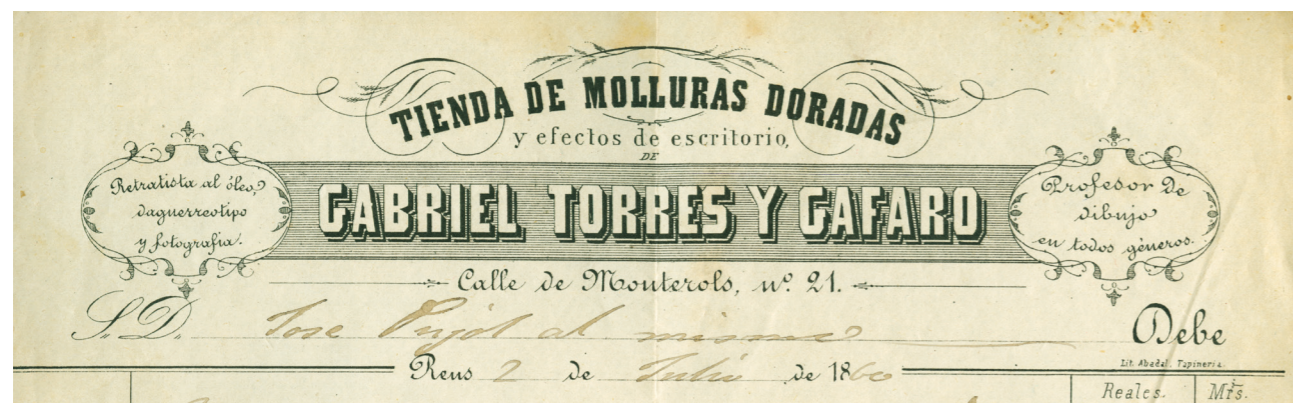 TIENDA DE MOLLURAS DORADAS
y efectos de escritorio,
DE
GABRIEL TORRES Y GAFARO
Retratista al óleo,
daguerreotipo
y fotografia.
Profesor de
dibujo
en todos géneros.
Calle de Monterols, nº. 21.
S. D. Jose Pujol al mismo Debe
Reus 2 de Julio de 1860
Lit. Abadal. Tapineria.
Reales. Mrs.